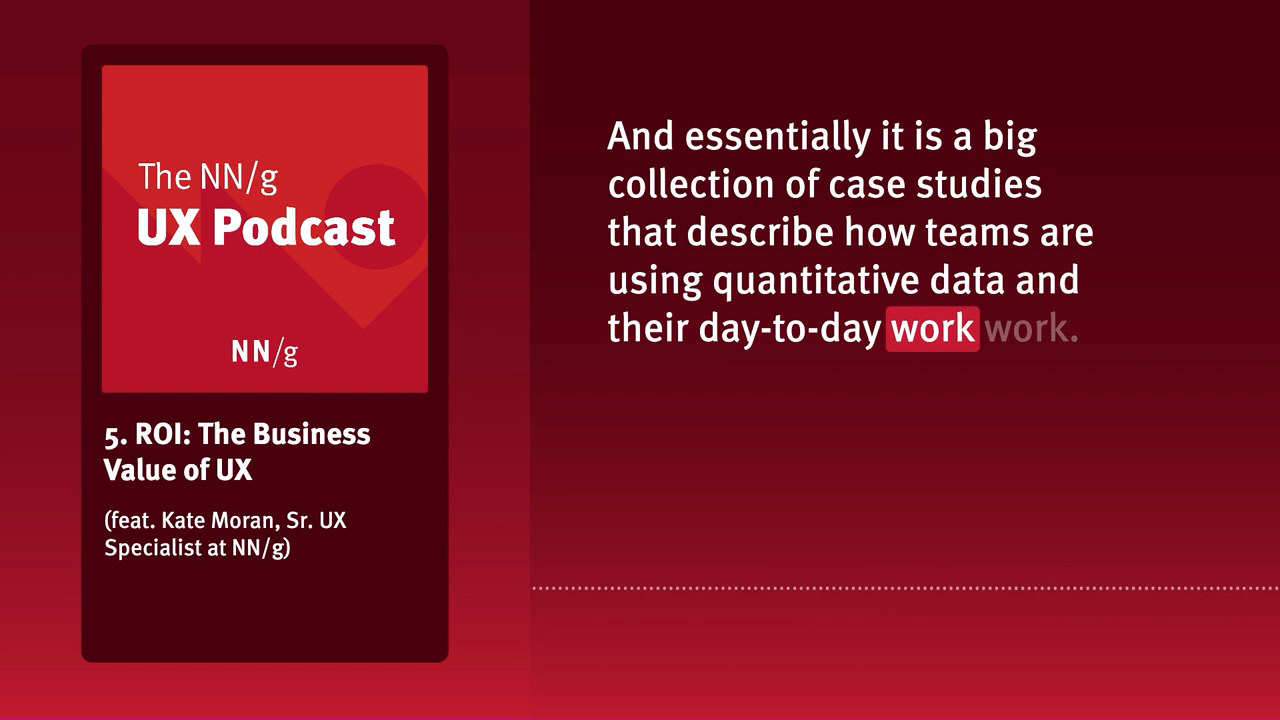 The NN/g
UX Podcast
NN/g
5. ROI: The Business
Value of UX
(feat. Kate Moran, Sr. UX
Specialist at NN/g)
And essentially it is a big
collection of case studies
that describe how teams are
using quantitative data and
their day-to-day work work.